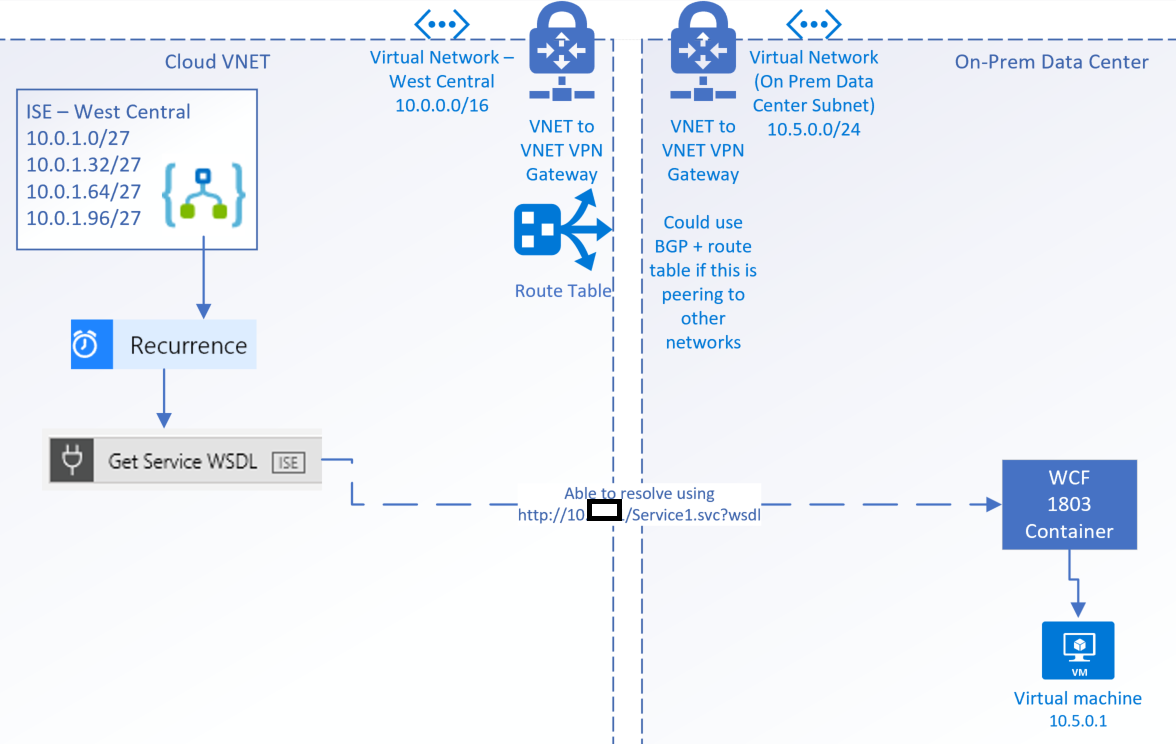 Cloud VNET
Virtual Network –
West Central
10.0.0.0/16
Virtual Network
(On Prem Data
Center Subnet)
10.5.0.0/24
On-Prem Data Center
ISE – West Central
10.0.1.0/27
10.0.1.32/27
10.0.1.64/27
10.0.1.96/27
VNET to
VNET VPN
Gateway
VNET to
VNET VPN
Gateway
Route Table
Could use
BGP + route
table if this is
peering to
other
networks
Recurrence
Get Service WSDL ISE
Able to resolve using
http://10. /Service1.svc?wsdl
WCF
1803
Container
VM
Virtual machine
10.5.0.1